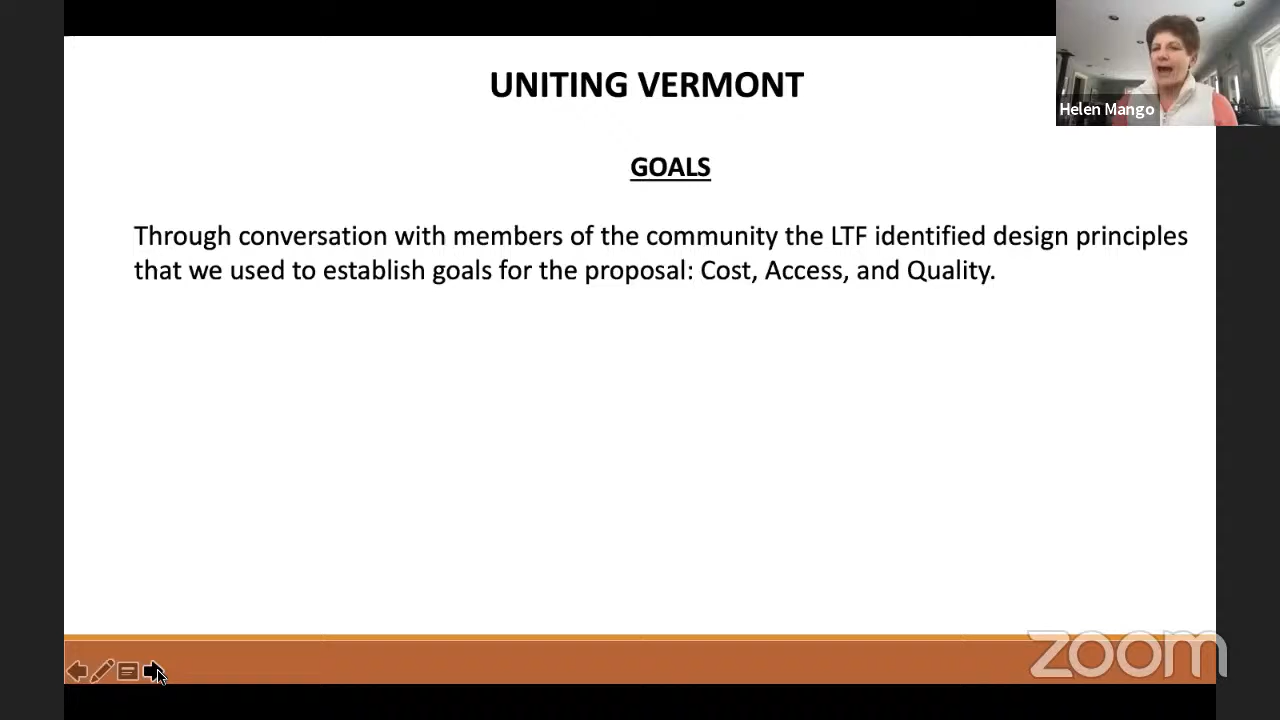 UNITING VERMONT
Helen Mango
GOALS
Through conversation with members of the community the LTF identified design principles
that we used to establish goals for the proposal: Cost, Access, and Quality.
zoom